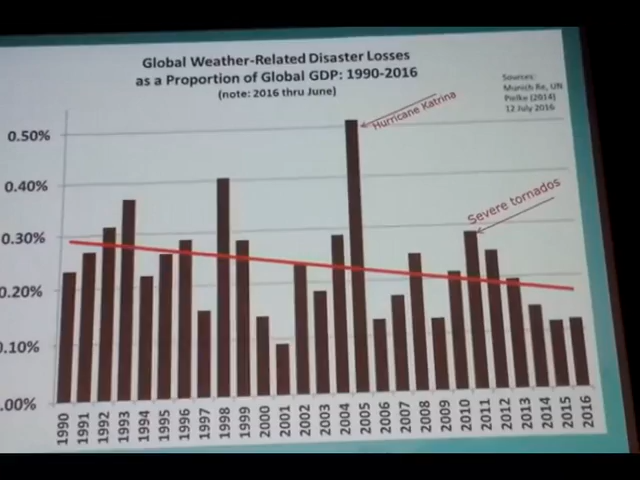 Global Weather-Related Disaster Losses
as a Proportion of Global GDP: 1990-2016
(note: 2016 thru June)
Sources:
Munich Re, UN
Pielke (2014)
12 July 2016
Hurricane Katrina
Severe tornados
0.50%
0.40%
0.30%
0.20%
0.10%
.00%
1990 1991 1992 1993 1994 1995 1996 1997 1998 1999 2000 2001 2002 2003 2004 2005 2006 2007 2008 2009 2010 2011 2012 2013 2014 2015 2016